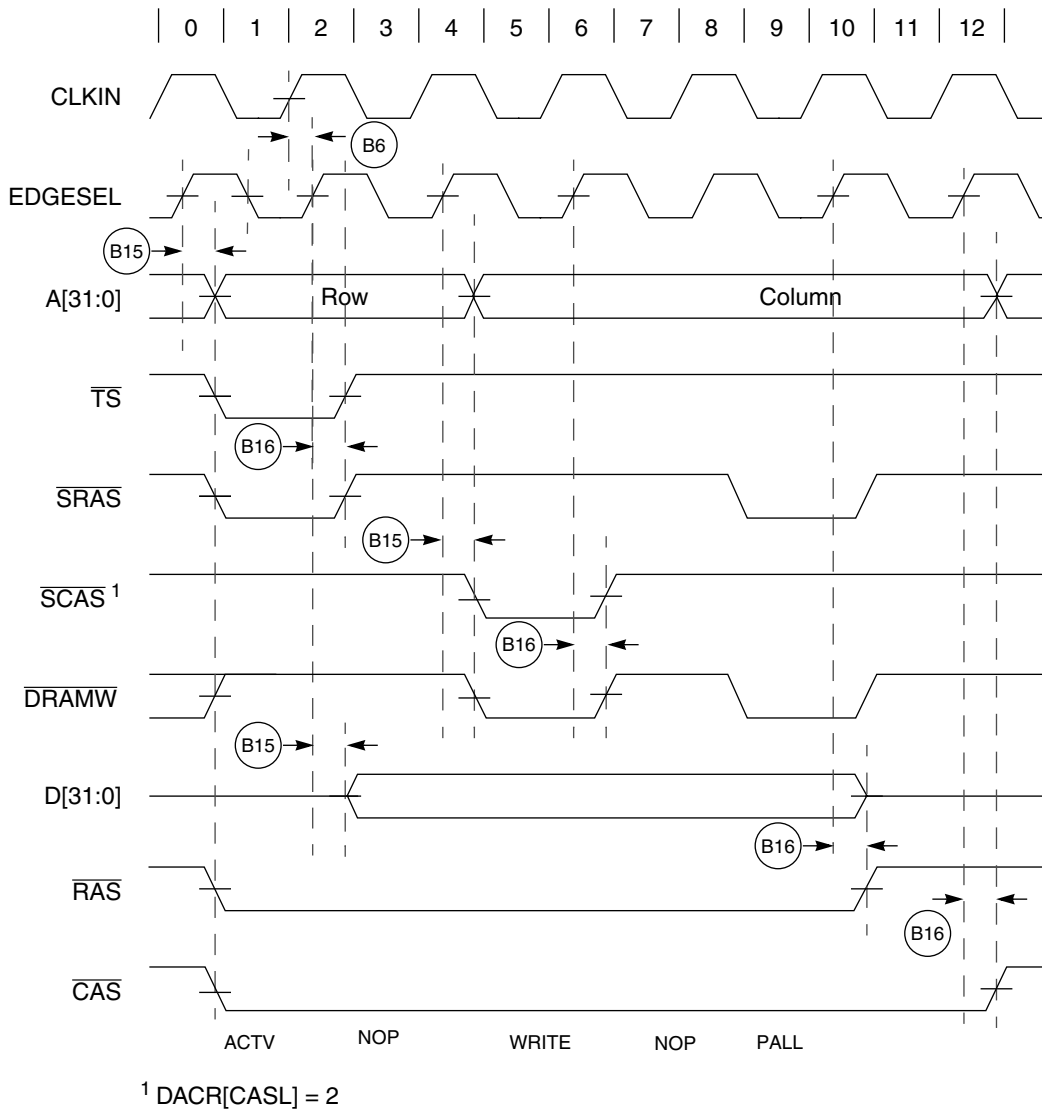 0 1 2 3 4 5 6 7 8 9 10 11 12
CLKIN
B6
EDGESEL
B15
A[31:0] Row Column
TS
B16
SRAS
B15
SCAS 1
B16
DRAMW
B15
D[31:0]
B16
RAS
B16
CAS
ACTV NOP WRITE NOP PALL
1 DACR[CASL] = 2